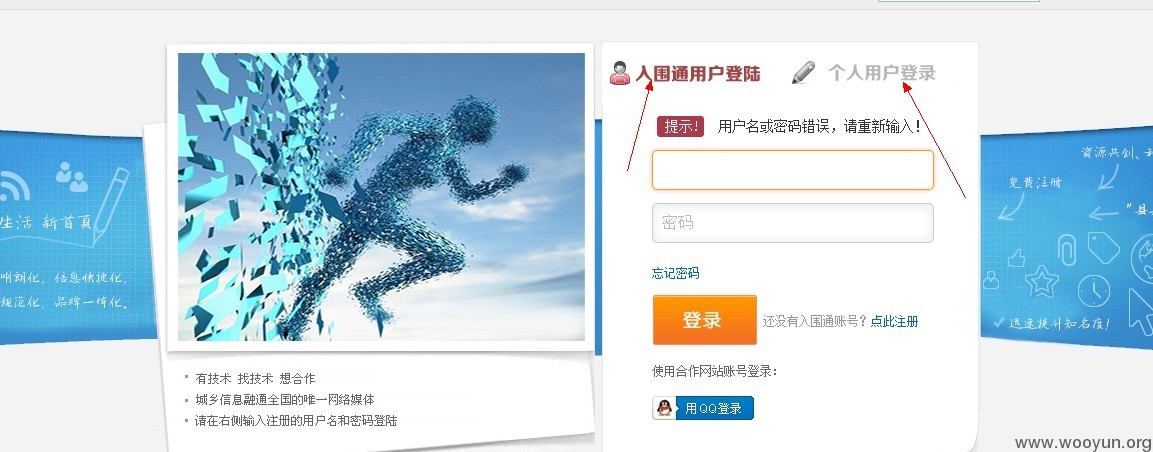 入围通用户登陆 个人用户登录
提示! 用户名或密码错误，请重新输入!
密码
忘记密码
登录 还没有入围通账号？点此注册
使用合作网站账号登录：
用QQ登录
有技术 找技术 想合作
城乡信息融通全国的唯一网络媒体
请在右侧输入注册的用户名和密码登陆
生活 新首页
明朗化，信息快捷化，
规范化，品牌一体化。
资源共创、
免费注册
"县
迅速提升知名度!
www.wooyun.org